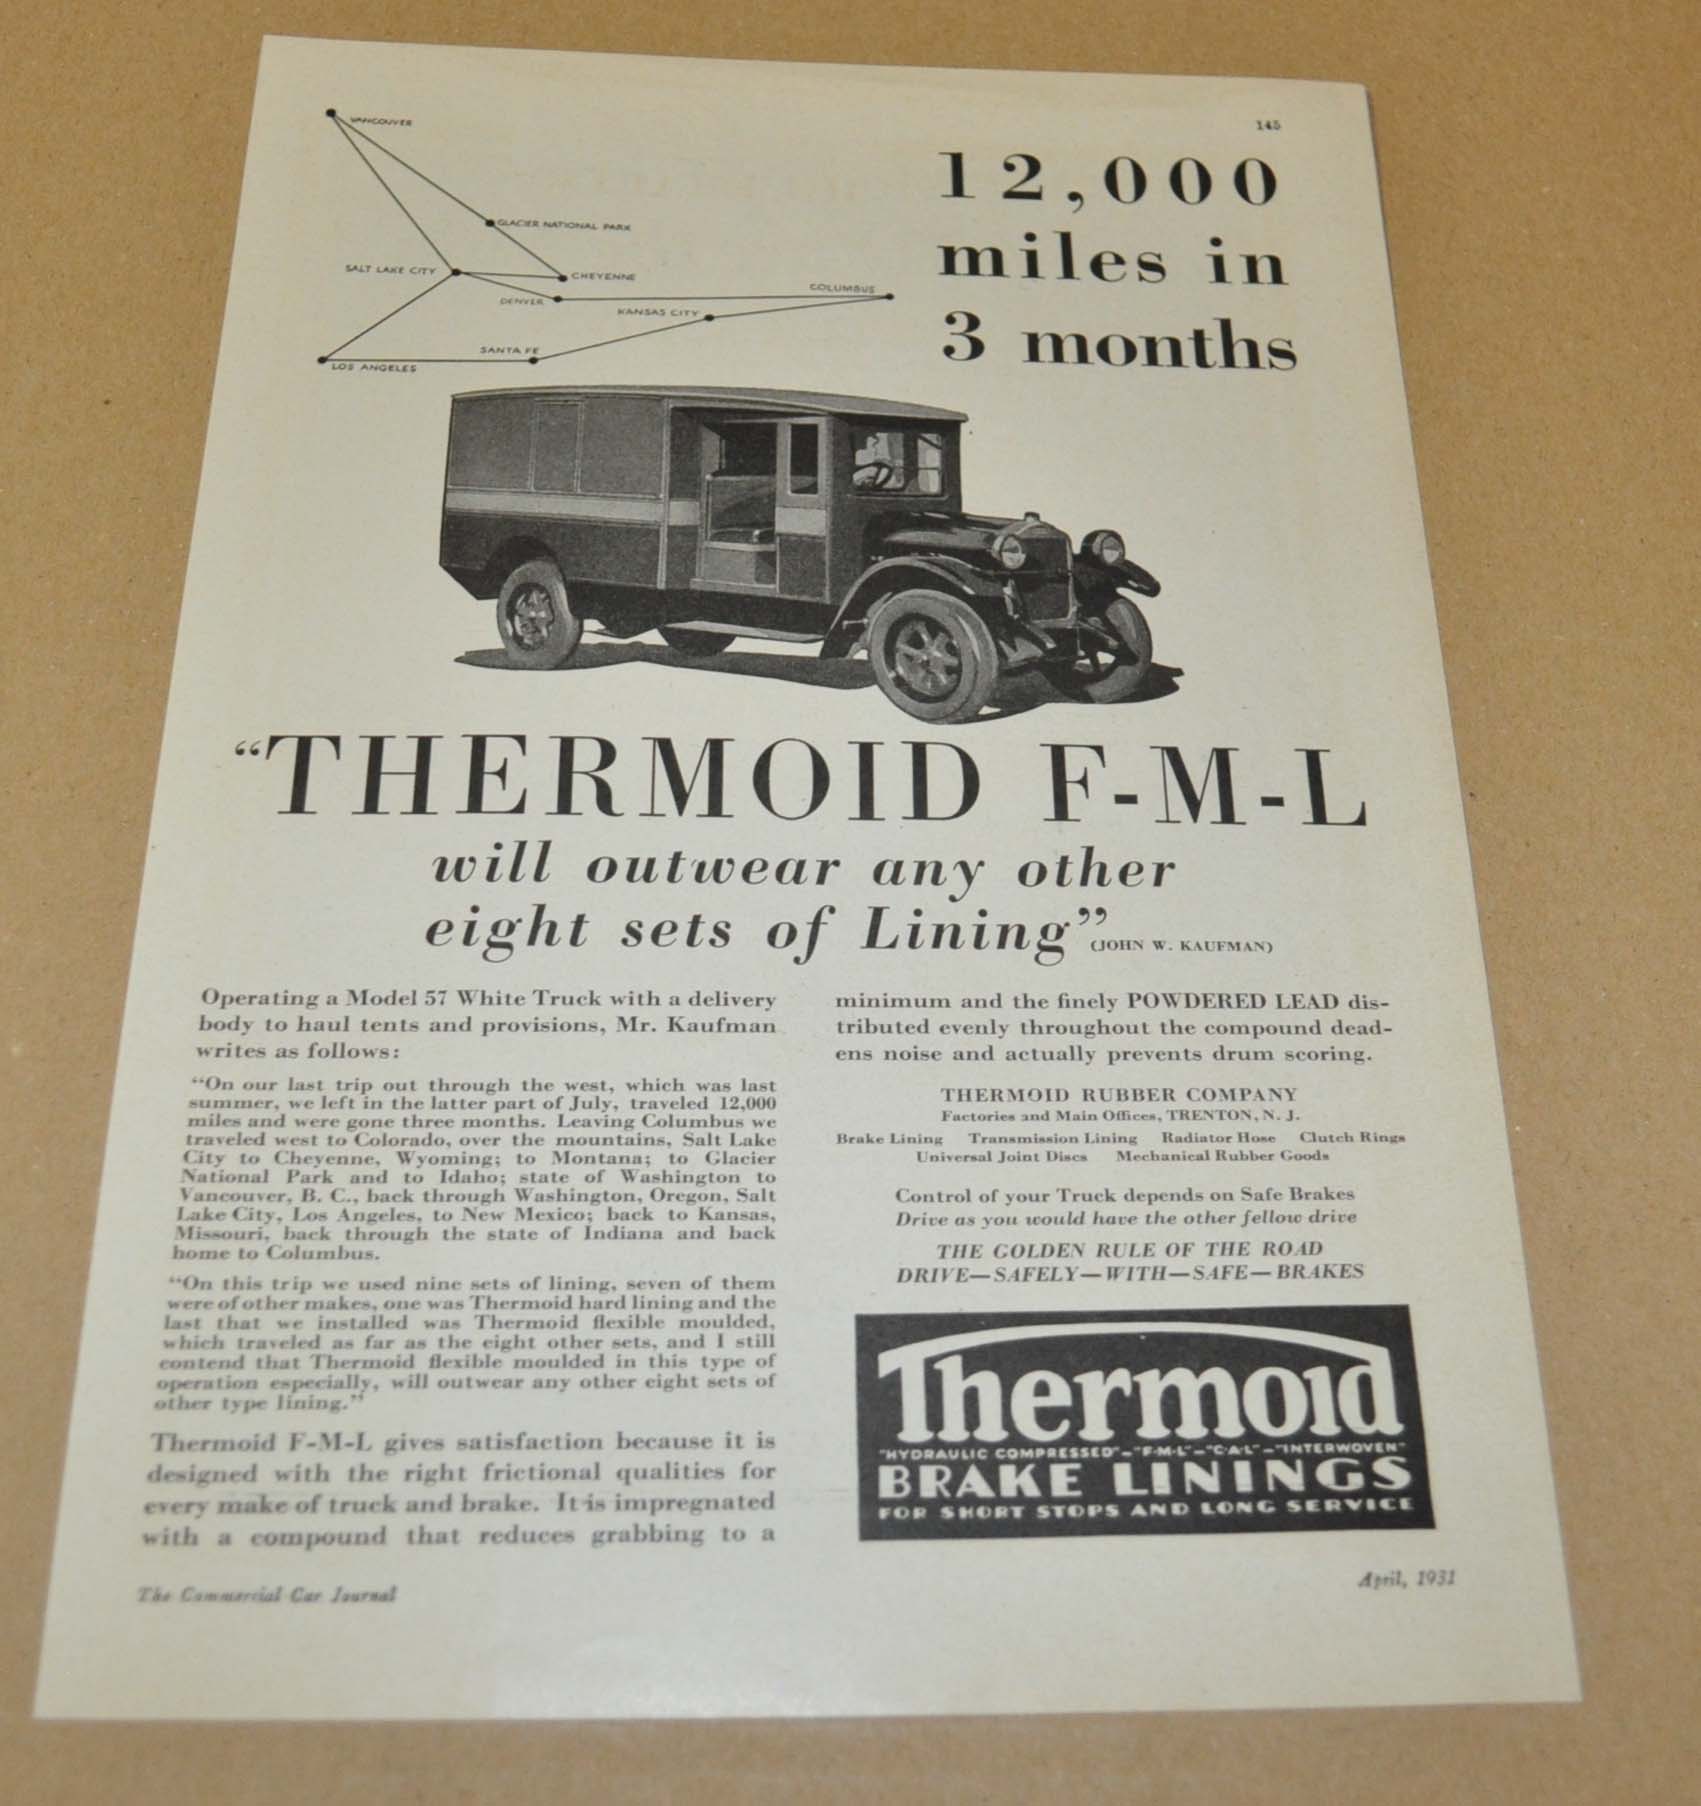 145
VANCOUVER
GLACIER NATIONAL PARK
SALT LAKE CITY
CHEYENNE
COLUMBUS
DENVER
KANSAS CITY
SANTA FE
LOS ANGELES
12,000
miles in
3 months
"THERMOID F-M-L
will outwear any other
eight sets of Lining" (JOHN W. KAUFMAN)
Operating a Model 57 White Truck with a delivery
body to haul tents and provisions, Mr. Kaufman
writes as follows:
"On our last trip out through the west, which was last
summer, we left in the latter part of July, traveled 12,000
miles and were gone three months. Leaving Columbus we
traveled west to Colorado, over the mountains, Salt Lake
City to Cheyenne, Wyoming; to Montana; to Glacier
National Park and to Idaho; state of Washington to
Vancouver, B. C., back through Washington, Oregon, Salt
Lake City, Los Angeles, to New Mexico; back to Kansas,
Missouri, back through the state of Indiana and back
home to Columbus.
"On this trip we used nine sets of lining, seven of them
were of other makes, one was Thermoid hard lining and the
last that we installed was Thermoid flexible moulded,
which traveled as far as the eight other sets, and I still
contend that Thermoid flexible moulded in this type of
operation especially, will outwear any other eight sets of
other type lining."
Thermoid F-M-L gives satisfaction because it is
designed with the right frictional qualities for
every make of truck and brake. It is impregnated
with a compound that reduces grabbing to a
minimum and the finely POWDERED LEAD dis-
tributed evenly throughout the compound dead-
ens noise and actually prevents drum scoring.
THERMOID RUBBER COMPANY
Factories and Main Offices, TRENTON, N. J.
Brake Lining Transmission Lining Radiator Hose Clutch Rings
Universal Joint Discs Mechanical Rubber Goods
Control of your Truck depends on Safe Brakes
Drive as you would have the other fellow drive
THE GOLDEN RULE OF THE ROAD
DRIVE—SAFELY—WITH—SAFE—BRAKES
Thermoid
"HYDRAULIC COMPRESSED"–"F-M-L"–"C-A-L"–"INTERWOVEN"
BRAKE LININGS
FOR SHORT STOPS AND LONG SERVICE
The Commercial Car Journal
April, 1931